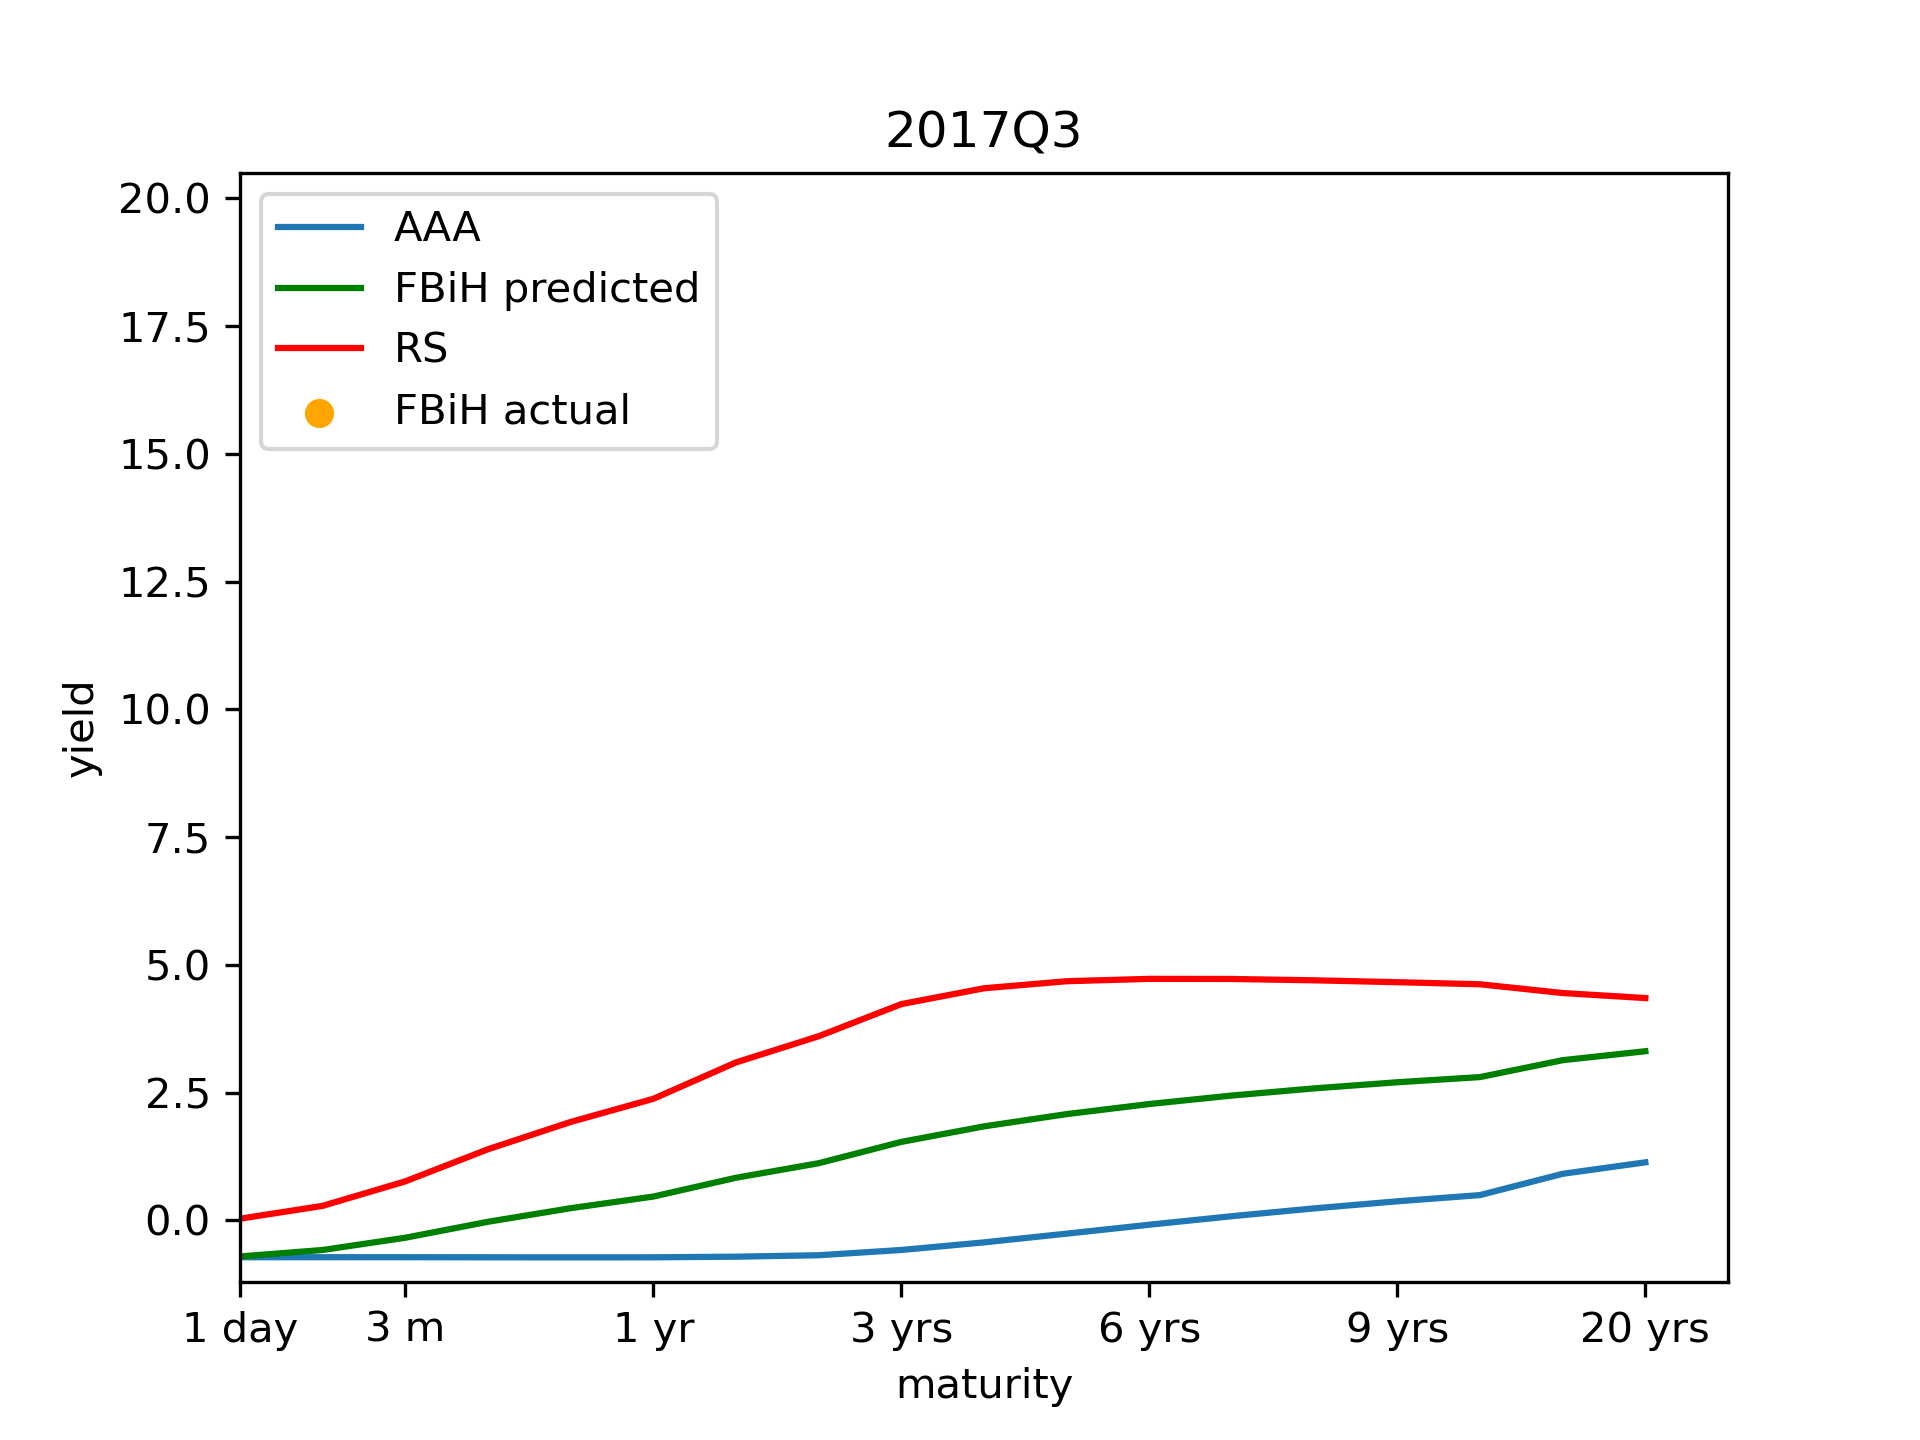 2017Q3
20.0
17.5
15.0
12.5
10.0
7.5
5.0
2.5
0.0
yield
AAA
FBiH predicted
RS
FBiH actual
1 day
3 m
1 yr
3 yrs
6 yrs
9 yrs
20 yrs
maturity